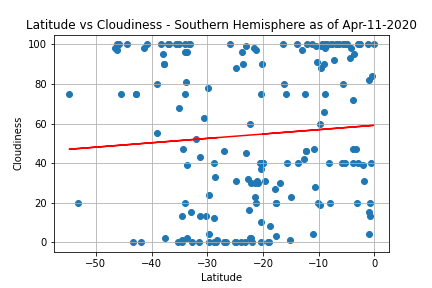 Latitude vs Cloudiness - Southern Hemisphere as of Apr-11-2020
100
80
60
40
20
0
Cloudiness
−50 −40 −30 −20 −10 0
Latitude